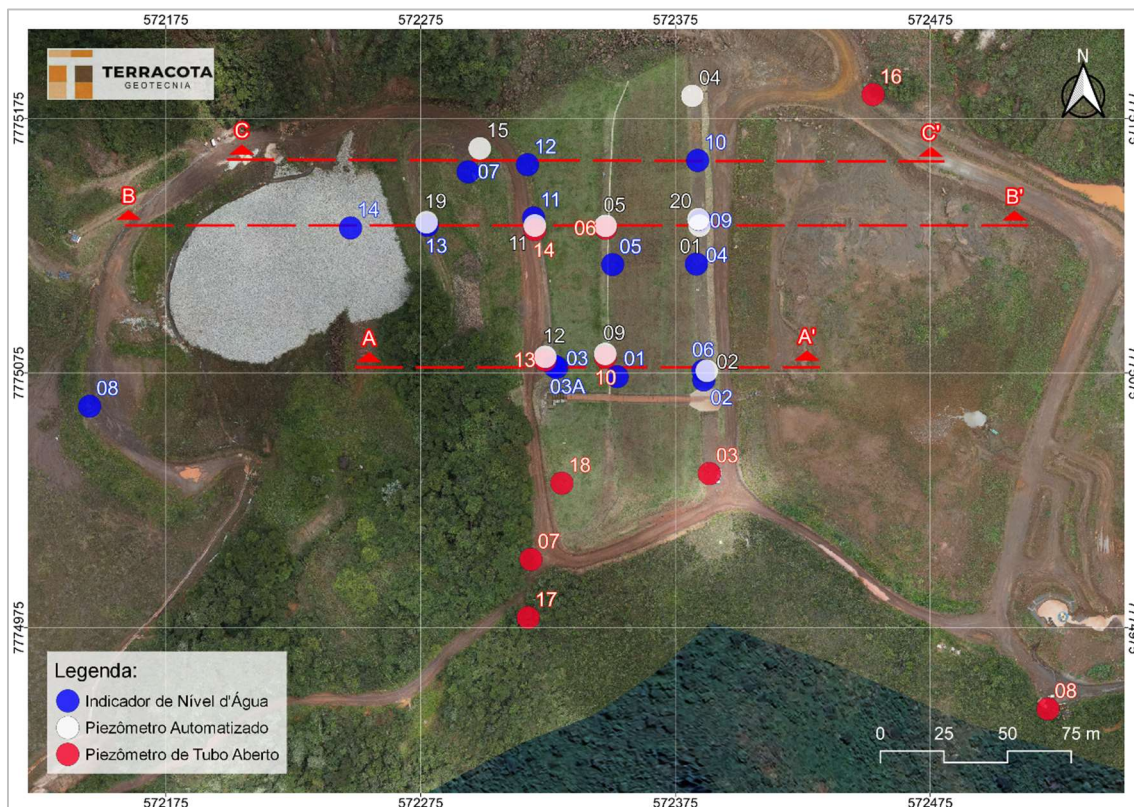 572175 572275 572375 572475
TERRACOTA
GEOTECNIA
N
04
16
7775175
7775175
C
15
12
10
C'
07
B
19
11
05
20
B'
14
06
09
13
11
14
05
01
04
A
12
09
06
A'
13
03
01
02
7775075
7775075
03A
10
02
08
18
03
07
17
7774975
7774975
Legenda:
Indicador de Nível d'Água
Piezômetro Automatizado
Piezômetro de Tubo Aberto
08
0 25 50 75 m
572175 572275 572375 572475